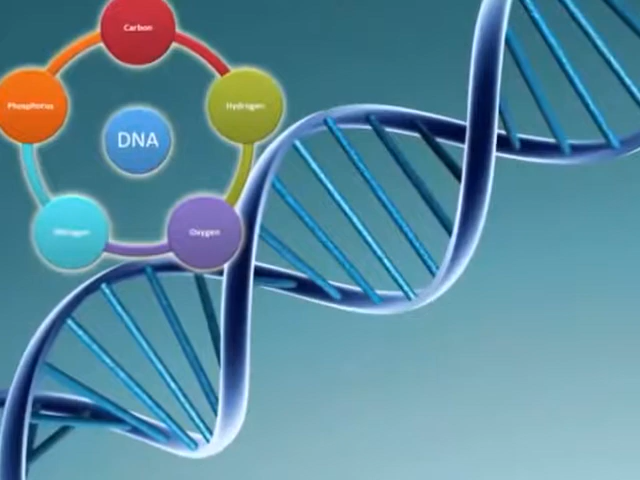 Carbon
Phosphorus
Hydrogen
DNA
Nitrogen
Oxygen